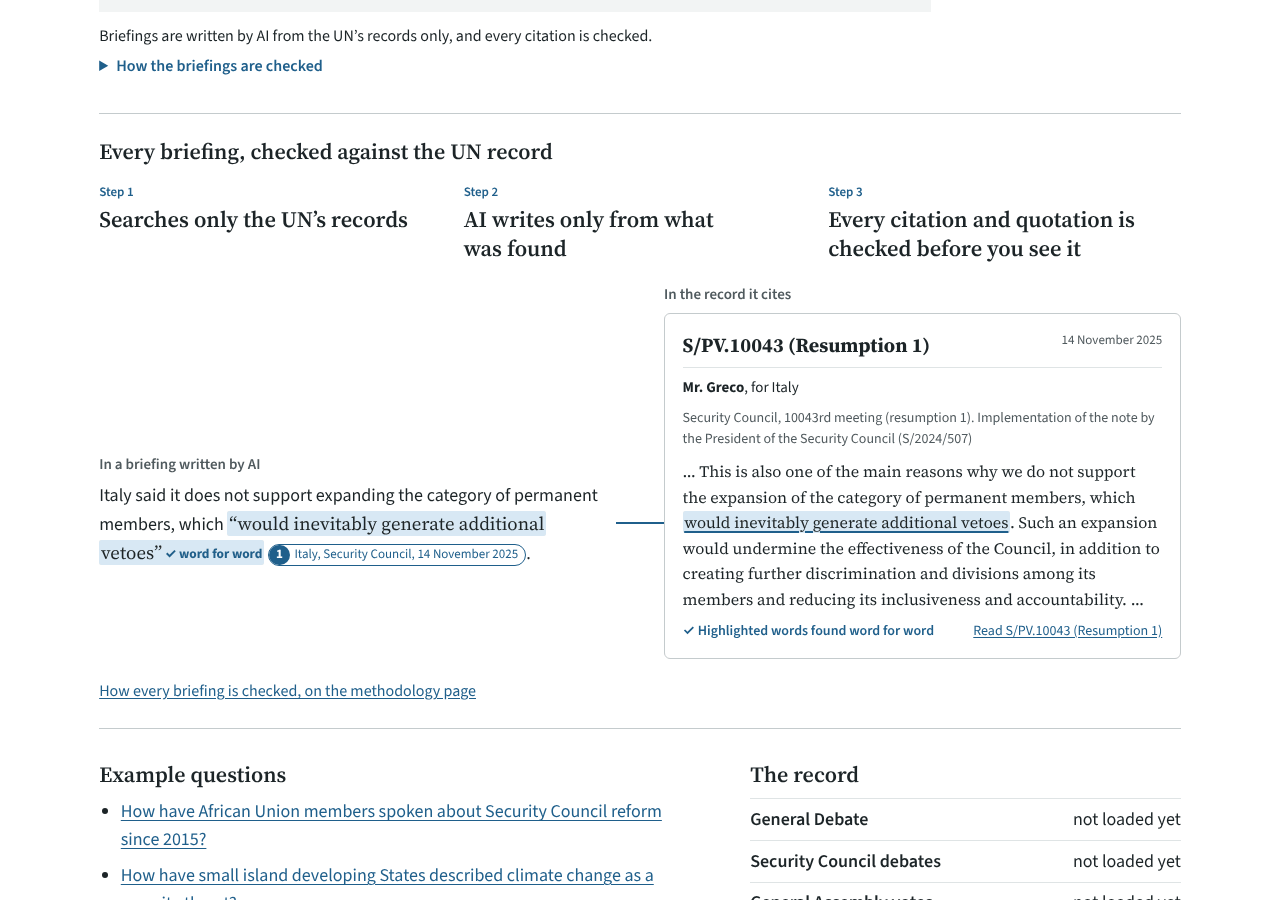 Briefings are written by AI from the UN’s records only, and every citation is checked.
How the briefings are checked
Every briefing, checked against the UN record
Step 1
Searches only the UN’s records
Step 2
AI writes only from what
was found
Step 3
Every citation and quotation is
checked before you see it
In a briefing written by AI
Italy said it does not support expanding the category of permanent
members, which “would inevitably generate additional
vetoes” ✓ word for word 1 Italy, Security Council, 14 November 2025.
In the record it cites
S/PV.10043 (Resumption 1)
14 November 2025
Mr. Greco, for Italy
Security Council, 10043rd meeting (resumption 1). Implementation of the note by
the President of the Security Council (S/2024/507)
... This is also one of the main reasons why we do not support
the expansion of the category of permanent members, which
would inevitably generate additional vetoes. Such an expansion
would undermine the effectiveness of the Council, in addition to
creating further discrimination and divisions among its
members and reducing its inclusiveness and accountability. ...
✓ Highlighted words found word for word
Read S/PV.10043 (Resumption 1)
How every briefing is checked, on the methodology page
Example questions
How have African Union members spoken about Security Council reform
since 2015?
How have small island developing States described climate change as a
The record
General Debate not loaded yet
Security Council debates not loaded yet